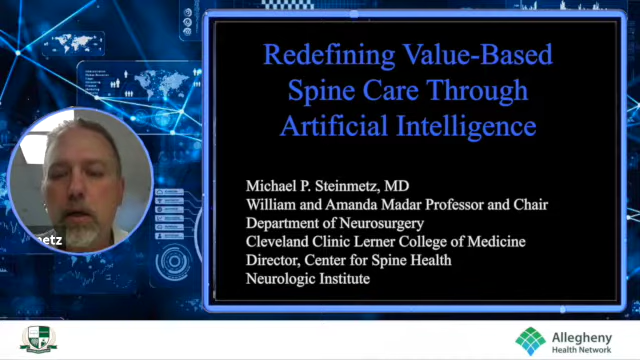 Redefining Value-Based
Spine Care Through
Artificial Intelligence
Michael P. Steinmetz, MD
William and Amanda Madar Professor and Chair
Department of Neurosurgery
Cleveland Clinic Lerner College of Medicine
Director, Center for Spine Health
Neurologic Institute
metz
Allegheny
Health Network